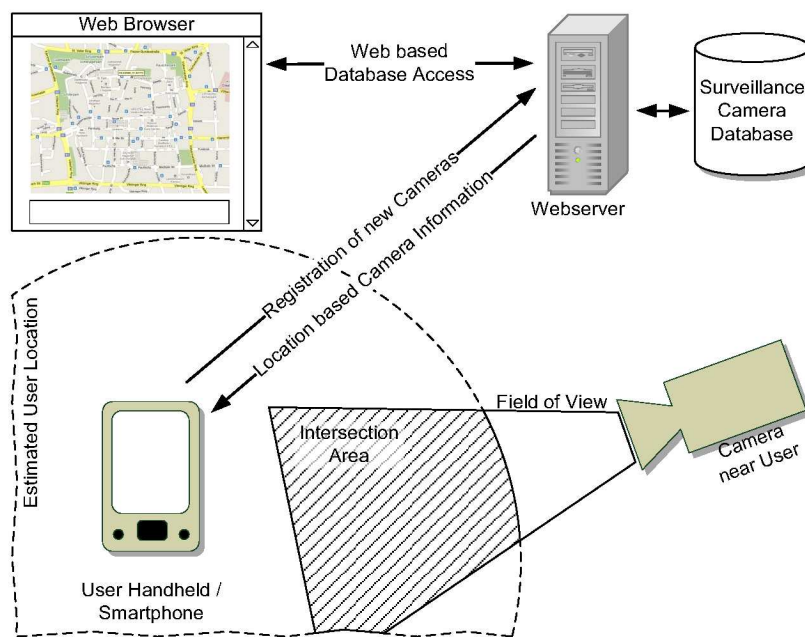 Web Browser
Web based
Database Access
Surveillance
Camera
Database
Webserver
Registration of new Cameras
Location based Camera Information
Estimated User Location
Field of View
Intersection
Area
Camera
near User
User Handheld /
Smartphone